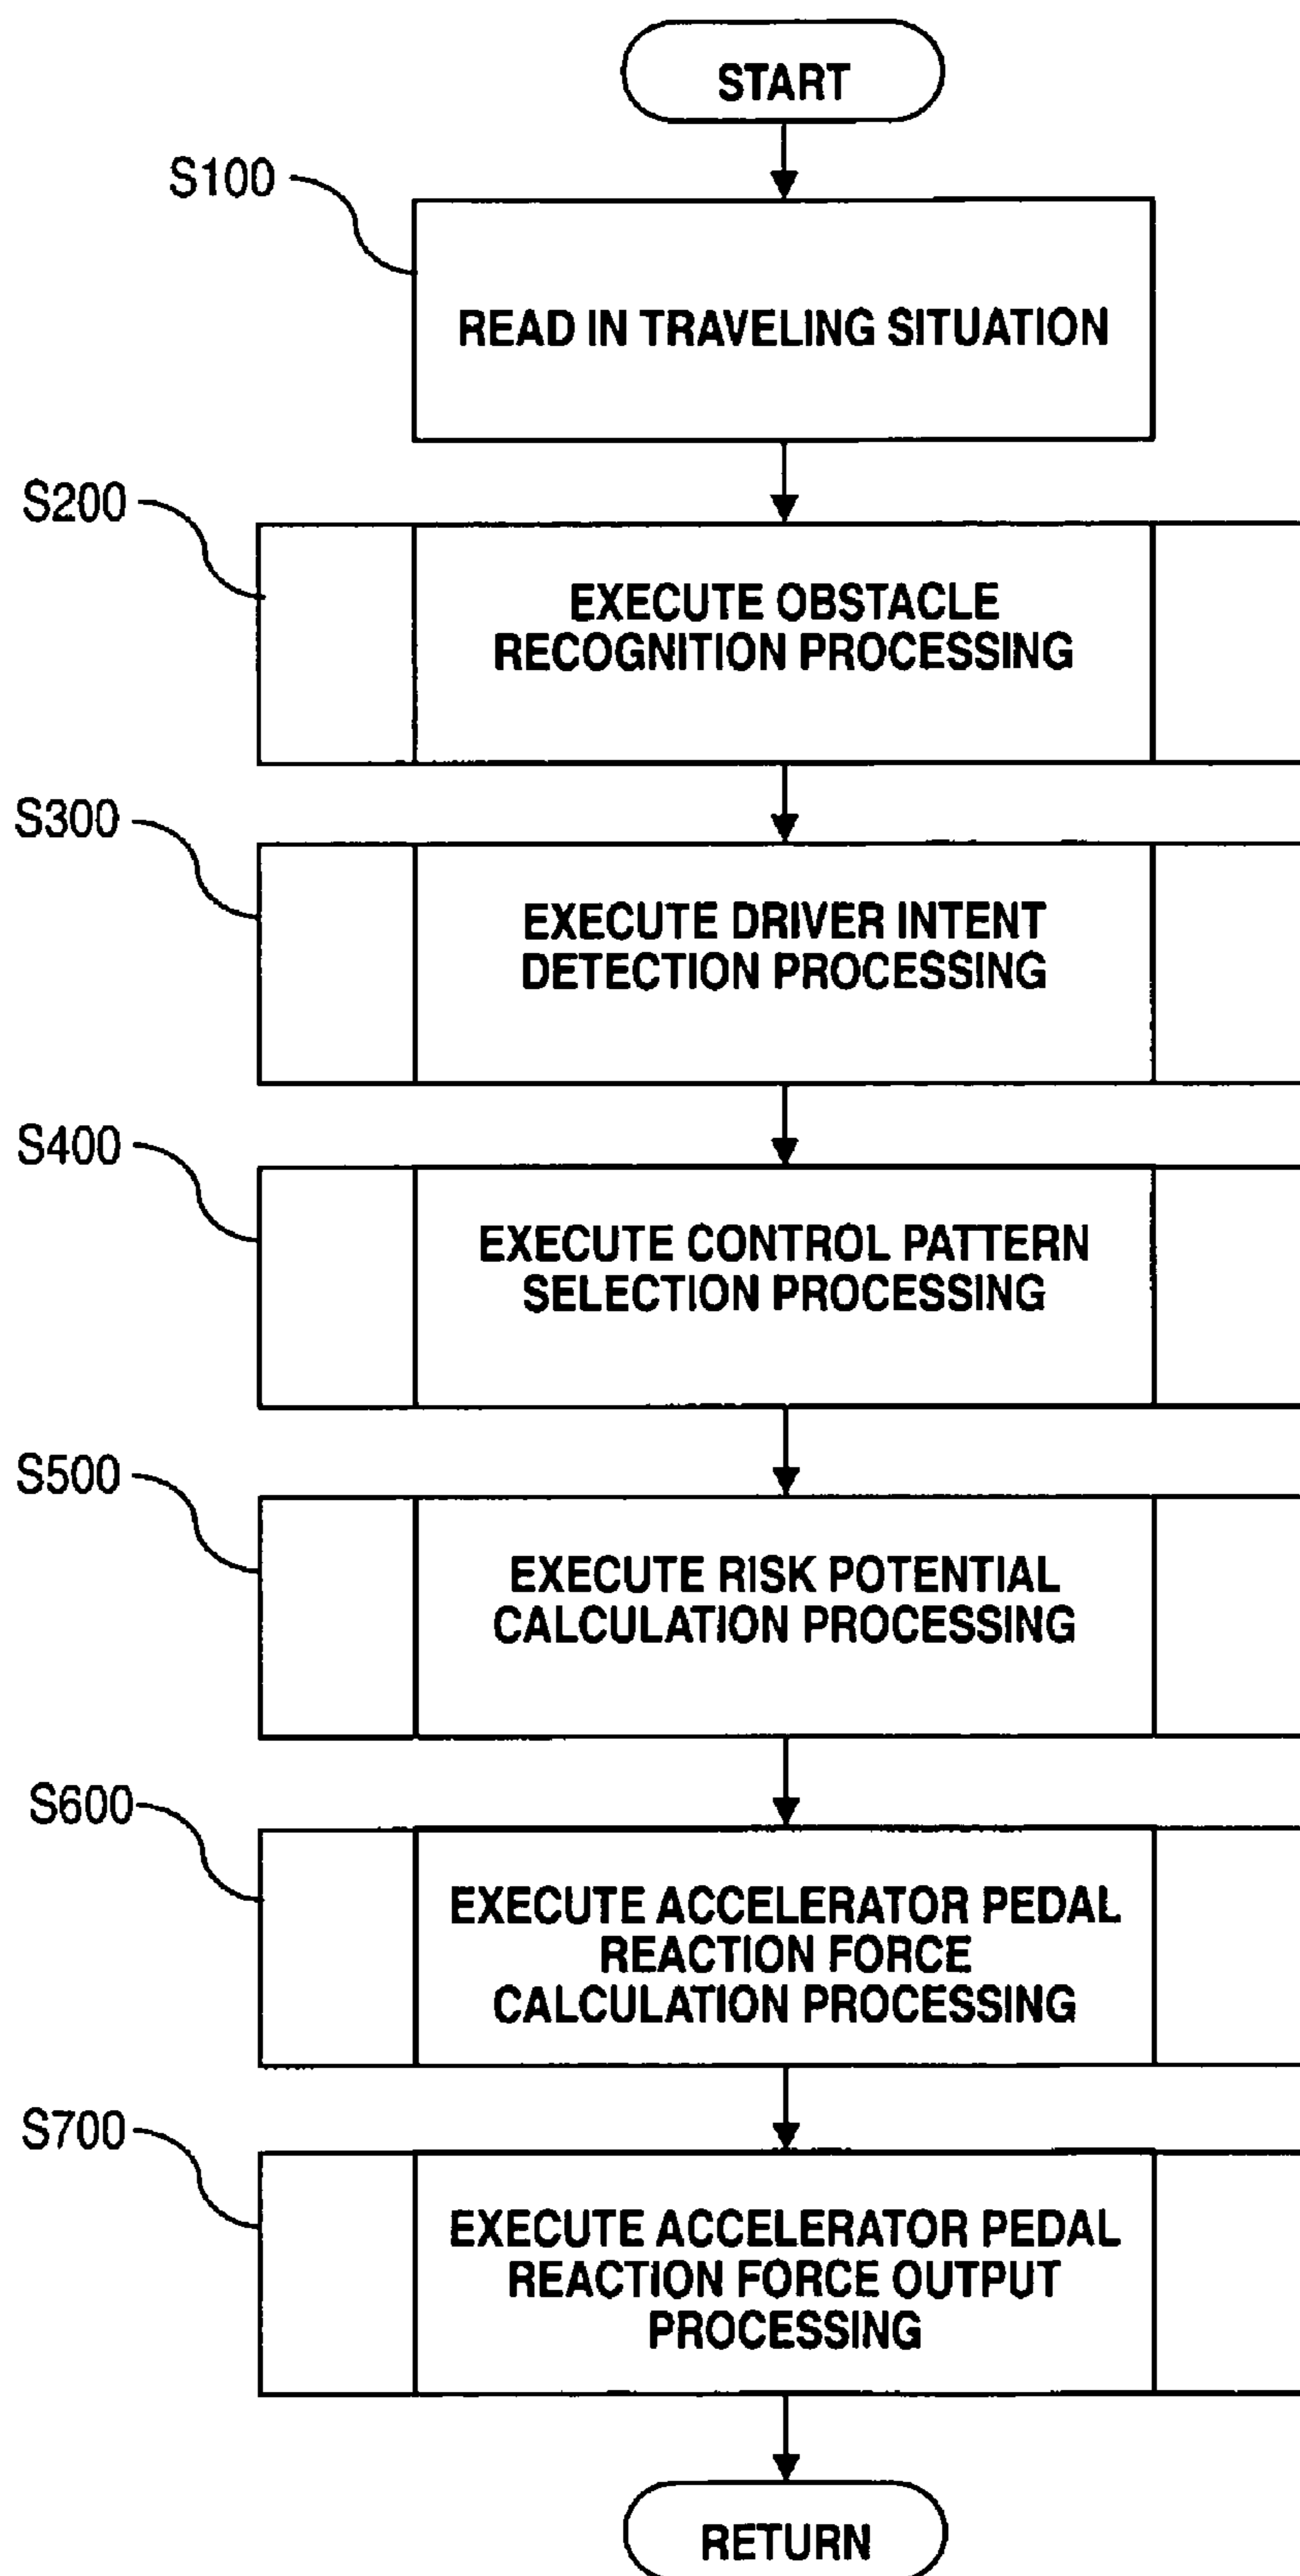 START
S100
READ IN TRAVELING SITUATION
S200
EXECUTE OBSTACLE
RECOGNITION PROCESSING
S300
EXECUTE DRIVER INTENT
DETECTION PROCESSING
S400
EXECUTE CONTROL PATTERN
SELECTION PROCESSING
S500
EXECUTE RISK POTENTIAL
CALCULATION PROCESSING
S600
EXECUTE ACCELERATOR PEDAL
REACTION FORCE
CALCULATION PROCESSING
S700
EXECUTE ACCELERATOR PEDAL
REACTION FORCE OUTPUT
PROCESSING
RETURN